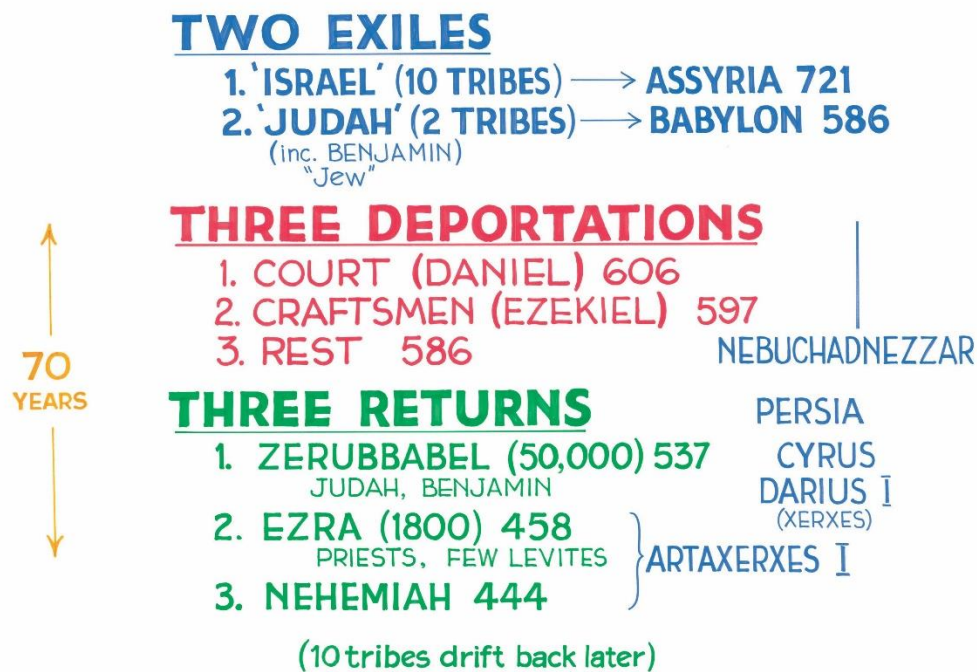 TWO EXILES
1. 'ISRAEL' (10 TRIBES) → ASSYRIA 721
2. 'JUDAH' (2 TRIBES) → BABYLON 586
(inc. BENJAMIN)
"Jew"
THREE DEPORTATIONS
1. COURT (DANIEL) 606
2. CRAFTSMEN (EZEKIEL) 597
3. REST 586
NEBUCHADNEZZAR
70
YEARS
THREE RETURNS
PERSIA
1. ZERUBBABEL (50,000) 537
JUDAH, BENJAMIN
CYRUS
DARIUS I
(XERXES)
2. EZRA (1800) 458
PRIESTS, FEW LEVITES
ARTAXERXES I
3. NEHEMIAH 444
(10 tribes drift back later)